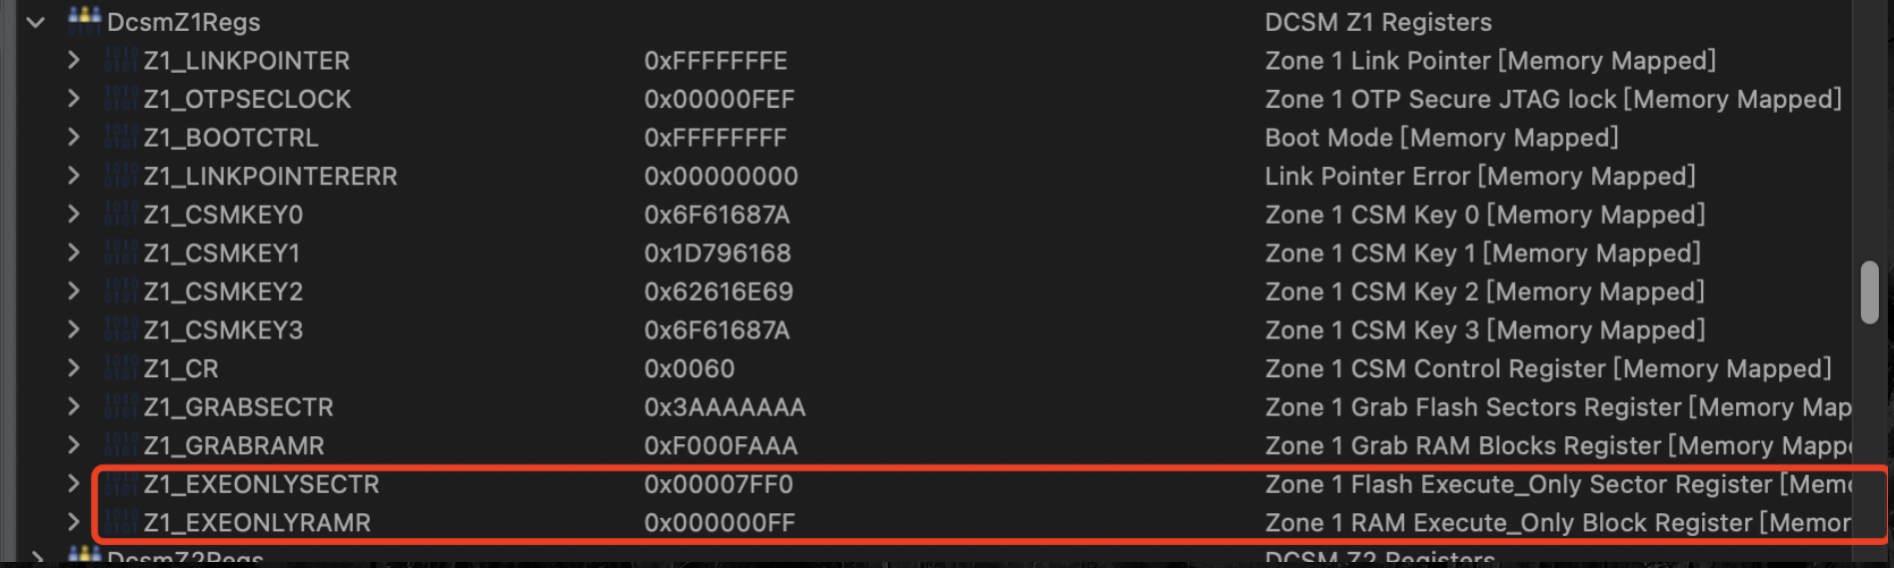 DcsmZ1Regs DCSM Z1 Registers
Z1_LINKPOINTER 0xFFFFFFFE Zone 1 Link Pointer [Memory Mapped]
Z1_OTPSECLOCK 0x00000FEF Zone 1 OTP Secure JTAG lock [Memory Mapped]
Z1_BOOTCTRL 0xFFFFFFFF Boot Mode [Memory Mapped]
Z1_LINKPOINTERERR 0x00000000 Link Pointer Error [Memory Mapped]
Z1_CSMKEY0 0x6F61687A Zone 1 CSM Key 0 [Memory Mapped]
Z1_CSMKEY1 0x1D796168 Zone 1 CSM Key 1 [Memory Mapped]
Z1_CSMKEY2 0x62616E69 Zone 1 CSM Key 2 [Memory Mapped]
Z1_CSMKEY3 0x6F61687A Zone 1 CSM Key 3 [Memory Mapped]
Z1_CR 0x0060 Zone 1 CSM Control Register [Memory Mapped]
Z1_GRABSECTR 0x3AAAAAAA Zone 1 Grab Flash Sectors Register [Memory Map
Z1_GRABRAMR 0xF000FAAA Zone 1 Grab RAM Blocks Register [Memory Mapp
Z1_EXEONLYSECTR 0x00007FF0 Zone 1 Flash Execute_Only Sector Register [Mem
Z1_EXEONLYRAMR 0x000000FF Zone 1 RAM Execute_Only Block Register [Memor
DcsmZ2Regs DCSM Z2 Registers